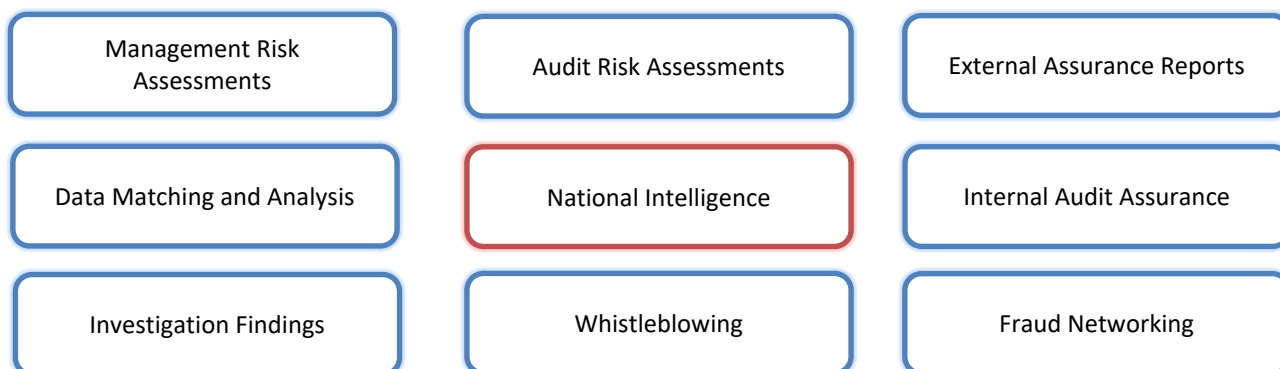 Management Risk
Assessments
Audit Risk Assessments
External Assurance Reports
Data Matching and Analysis
National Intelligence
Internal Audit Assurance
Investigation Findings
Whistleblowing
Fraud Networking